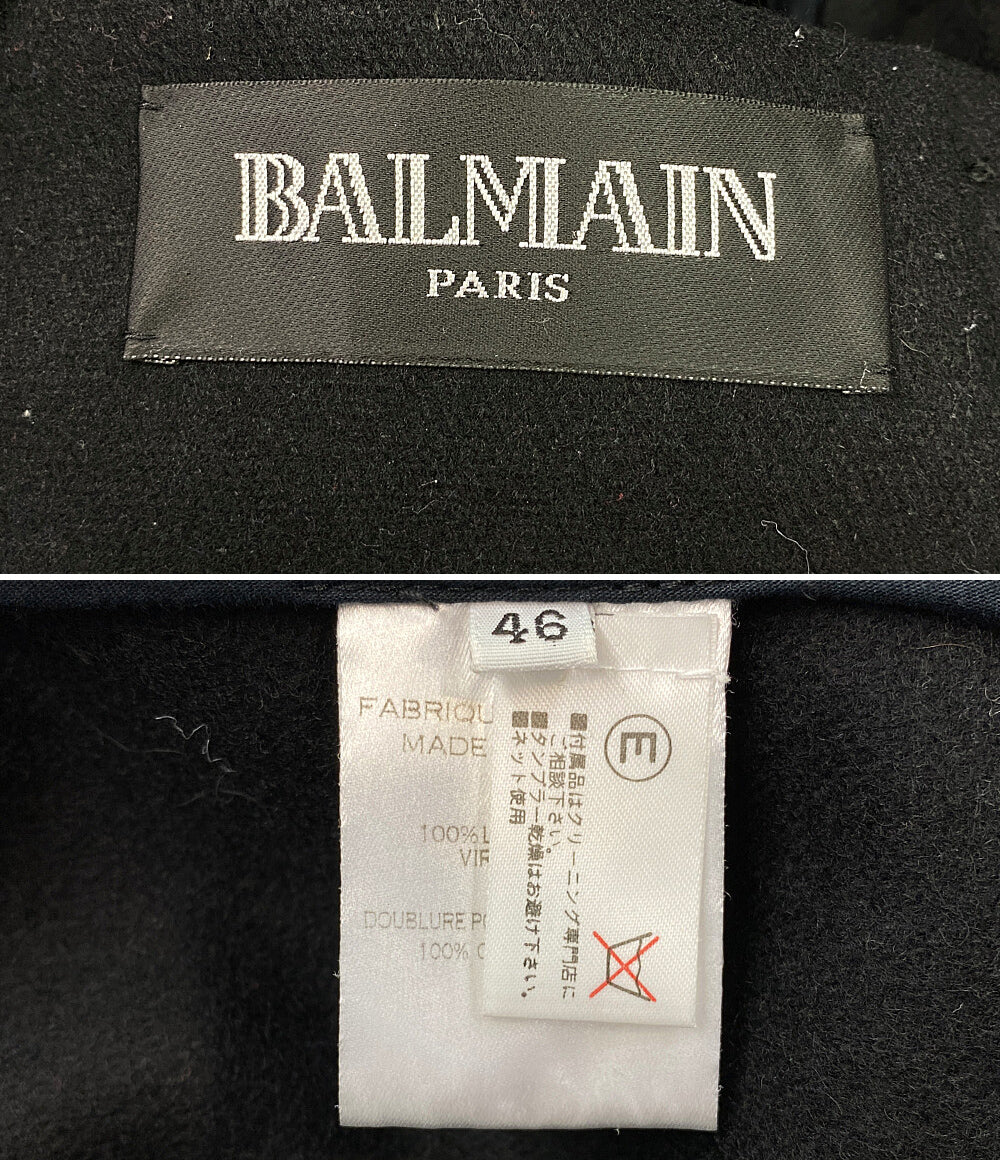 BALMAIN
PARIS
46
FABRIQU
MADE
100%
VIR
DOUBLURE
100%
E
■付属品はクリーニング専門店に
ご相談下さい。
■タンブラー乾燥はお避け下さい。
■ネット使用